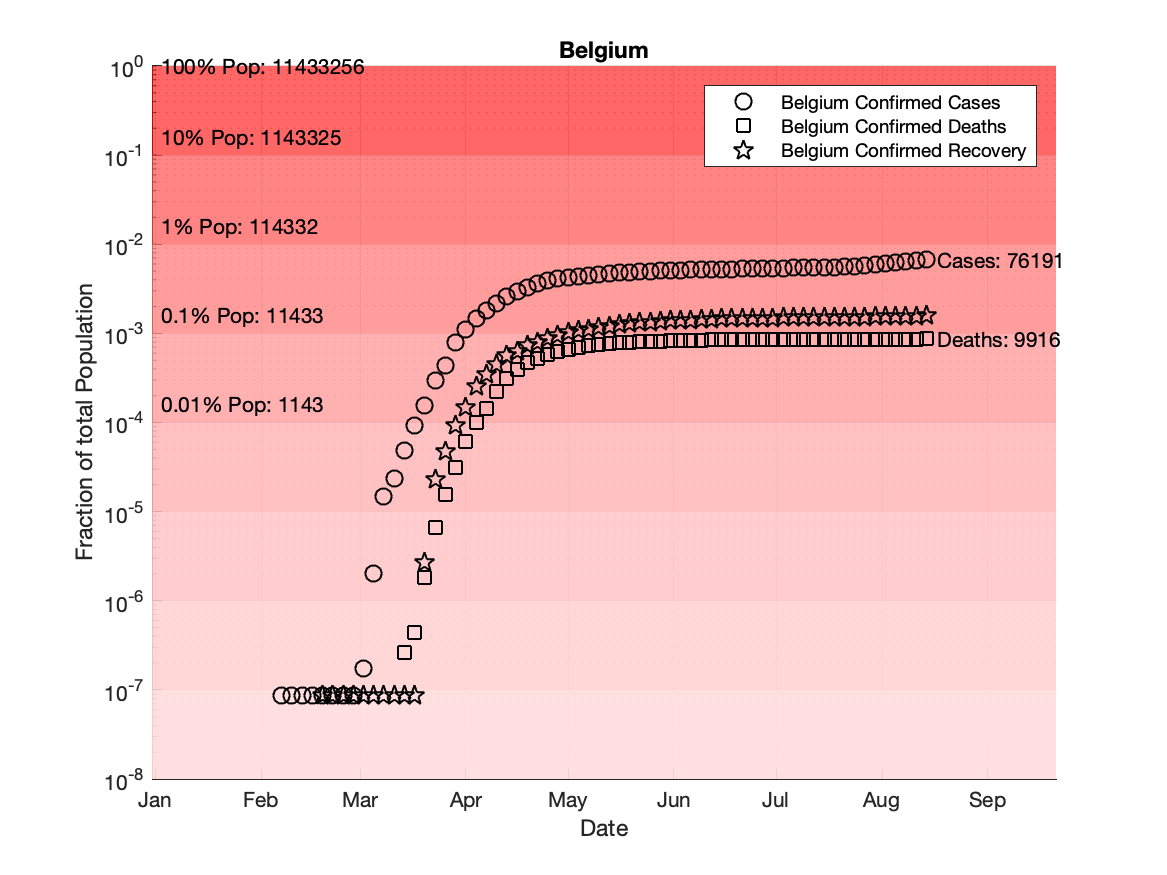 Belgium
10^0
100% Pop: 11433256
Belgium Confirmed Cases
Belgium Confirmed Deaths
Belgium Confirmed Recovery
10% Pop: 1143325
10^-1
1% Pop: 114332
10^-2
Cases: 76191
0.1% Pop: 11433
10^-3
Deaths: 9916
0.01% Pop: 1143
10^-4
10^-5
10^-6
10^-7
10^-8
Fraction of total Population
Jan Feb Mar Apr May Jun Jul Aug Sep
Date